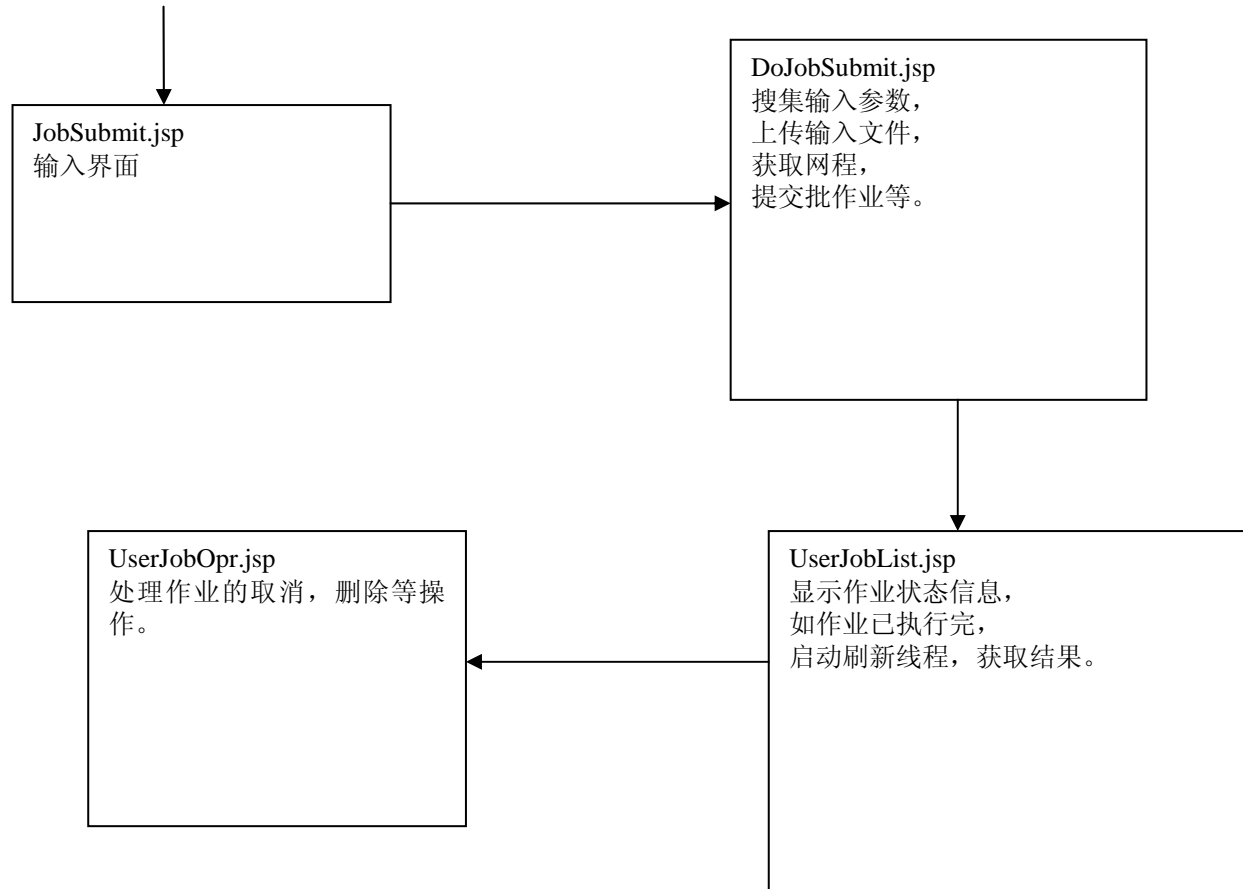 JobSubmit.jsp
输入界面
DoJobSubmit.jsp
搜集输入参数，
上传输入文件，
获取网程，
提交批作业等。
UserJobOpr.jsp
处理作业的取消，删除等操
作。
UserJobList.jsp
显示作业状态信息，
如作业已执行完，
启动刷新线程，获取结果。